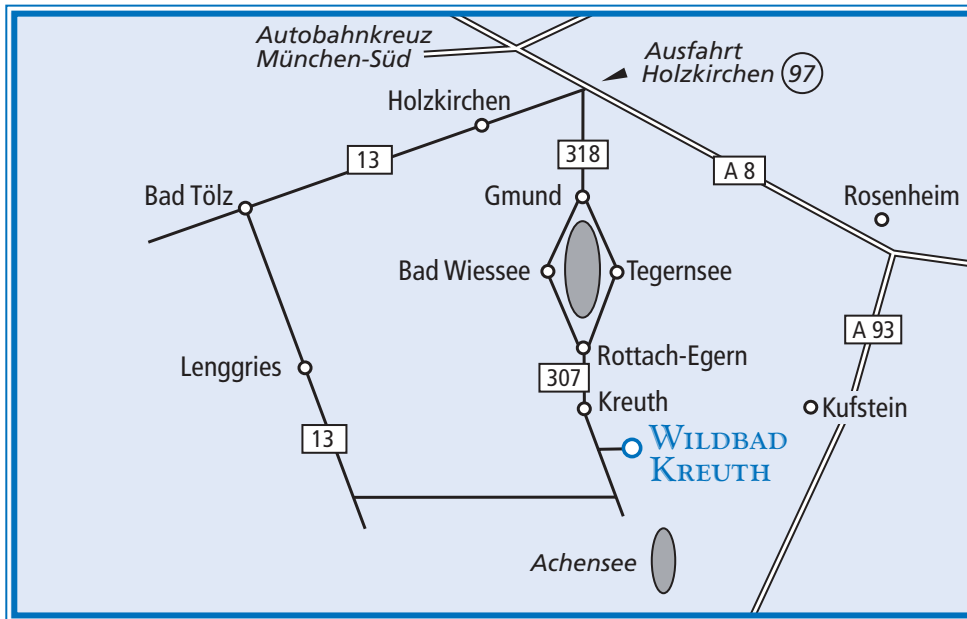 Autobahnkreuz
München-Süd
Ausfahrt
Holzkirchen 97
Holzkirchen
13
318
A 8
Bad Tölz
Gmund
Rosenheim
Bad Wiessee
Tegernsee
A 93
Rottach-Egern
Lenggries
307
Kreuth
Kufstein
13
WILDBAD
KREUTH
Achensee